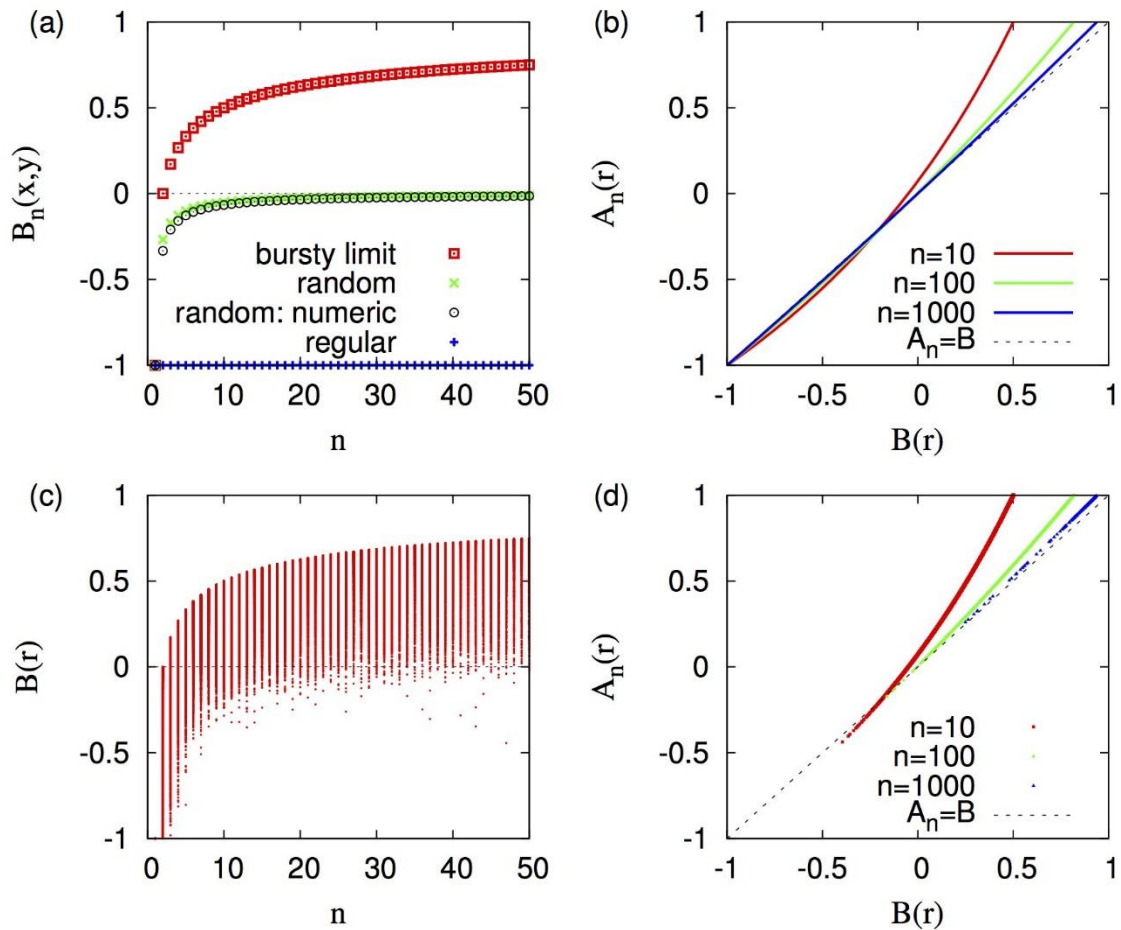 (a)
1
0.5
0
-0.5
-1
B_n(x,y)
bursty limit
random
random: numeric
regular
0 10 20 30 40 50
n
(b)
1
0.5
0
-0.5
-1
A_n(r)
n=10
n=100
n=1000
A_n=B
-1 -0.5 0 0.5 1
B(r)
(c)
1
0.5
0
-0.5
-1
B(r)
0 10 20 30 40 50
n
(d)
1
0.5
0
-0.5
-1
A_n(r)
n=10
n=100
n=1000
A_n=B
-1 -0.5 0 0.5 1
B(r)